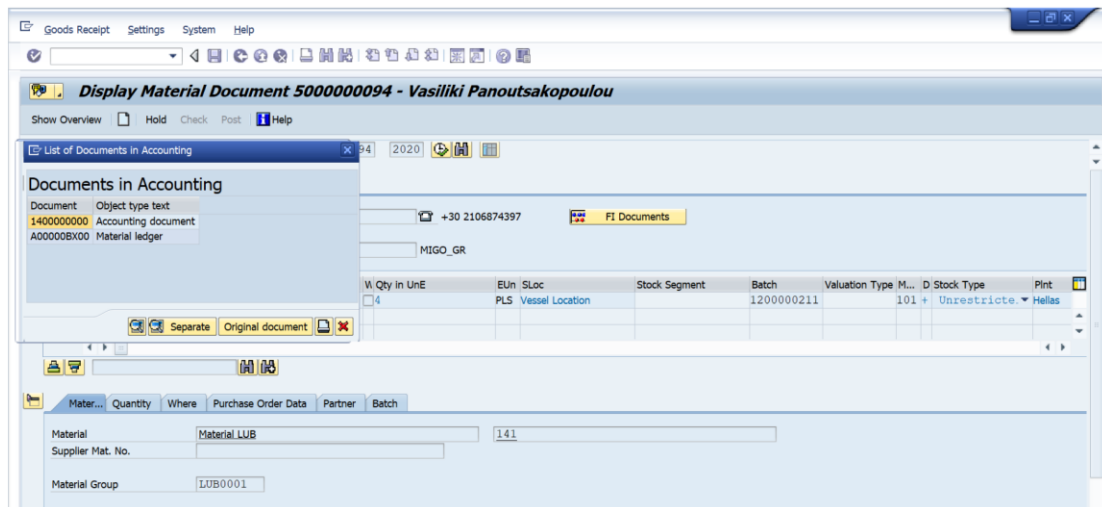 Goods Receipt Settings System Help
Display Material Document 5000000094 - Vasiliki Panoutsakopoulou
Show Overview Hold Check Post Help
List of Documents in Accounting
94 2020
Documents in Accounting
Document Object type text
1400000000 Accounting document
A00000BX00 Material ledger
+30 2106874397 FI Documents
MIGO_GR
W Qty in UnE EUn SLoc Stock Segment Batch Valuation Type M... D Stock Type Plnt
4 PLS Vessel Location 1200000211 101 + Unrestricte. Hellas
Separate Original document
Mater... Quantity Where Purchase Order Data Partner Batch
Material Material LUB 141
Supplier Mat. No.
Material Group LUB0001